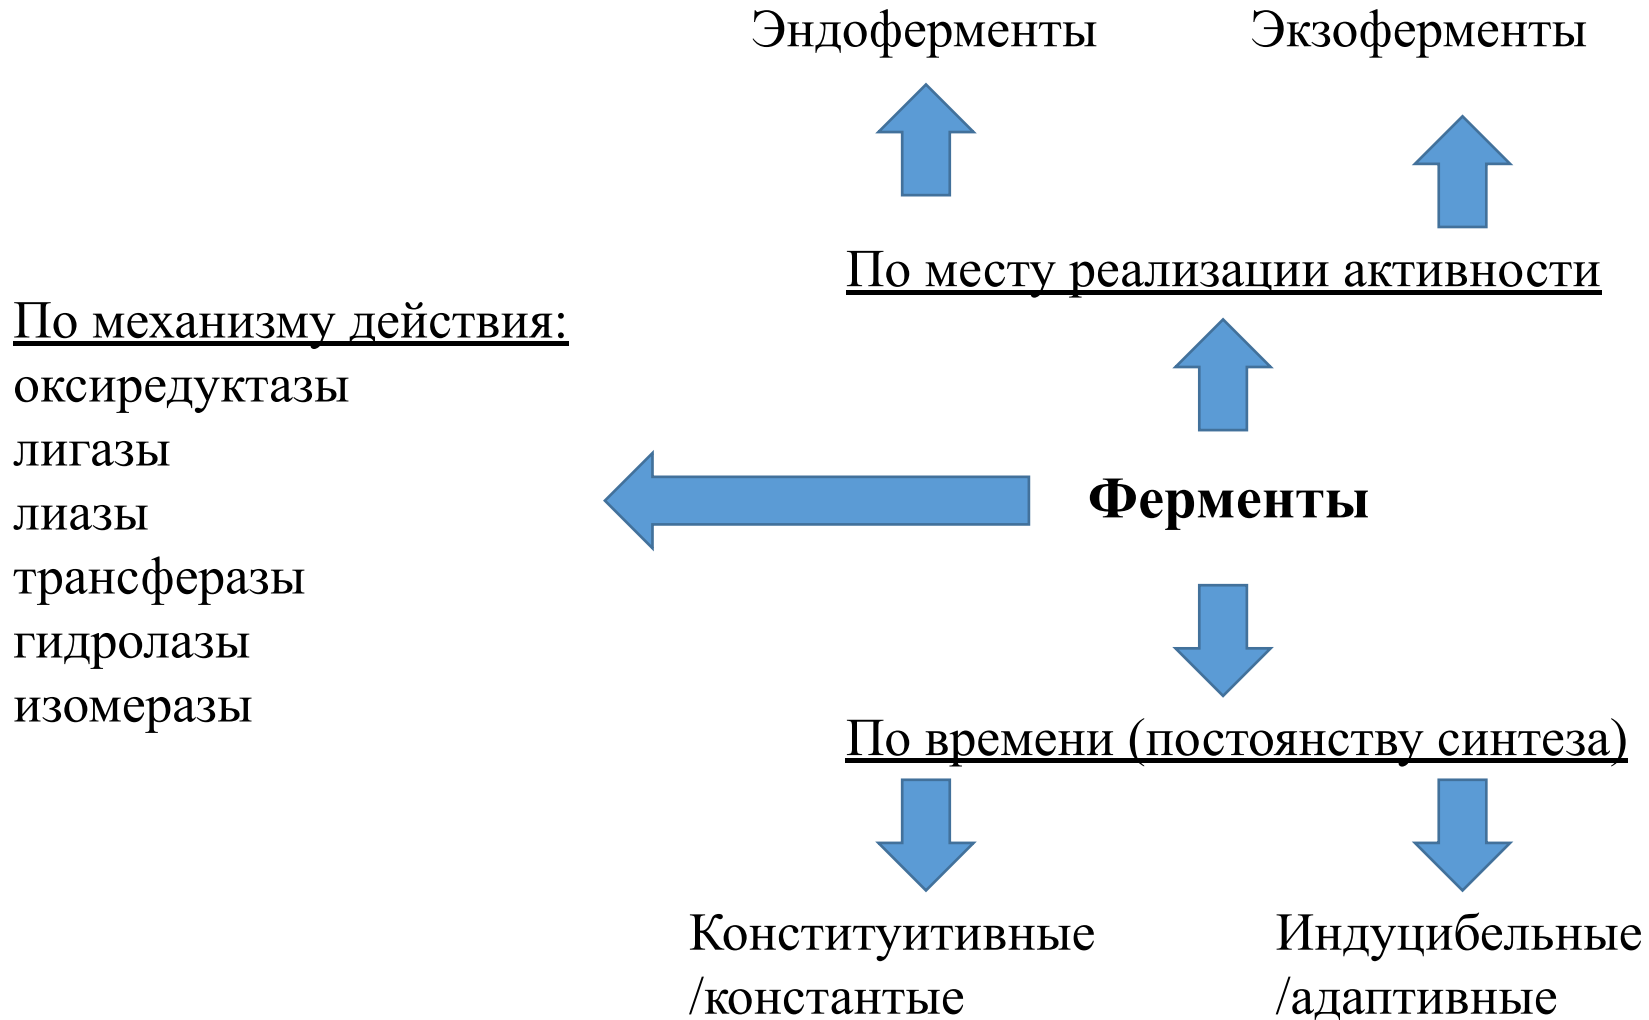 Эндоферменты
Экзоферменты
По месту реализации активности
По механизму действия:
оксиредуктазы
лигазы
лиазы
трансферазы
гидролазы
изомеразы
Ферменты
По времени (постоянству синтеза)
Конституитивные
/константые
Индуцибельные
/адаптивные